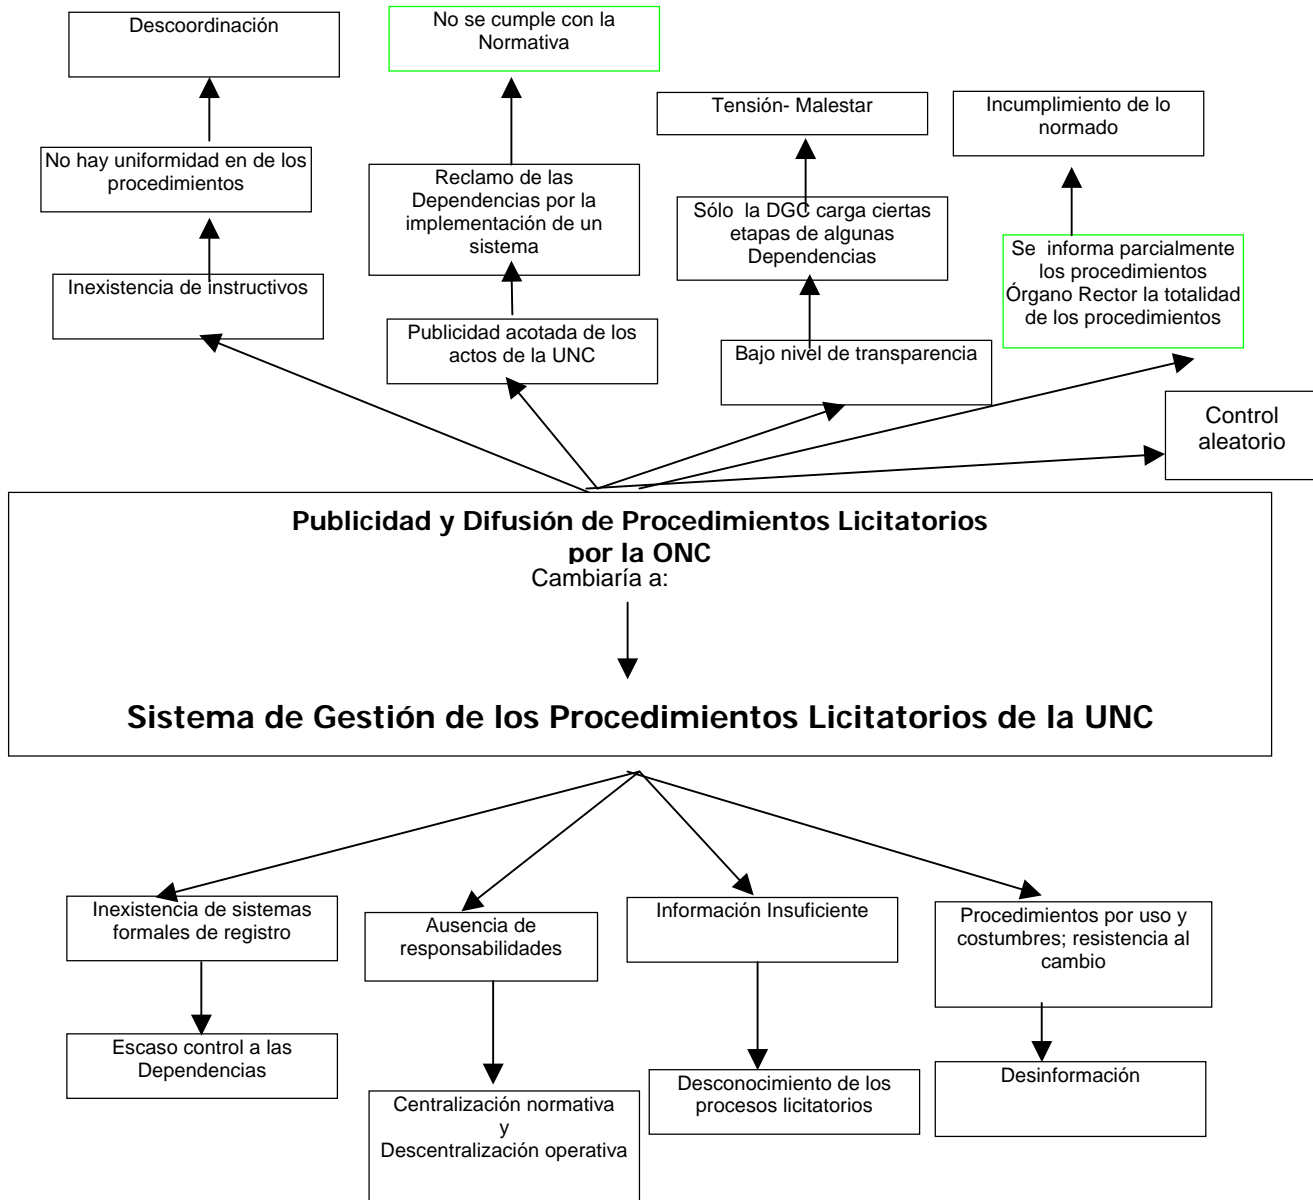 Descoordinación
No se cumple con la
Normativa
Tensión- Malestar
Incumplimiento de lo
normado
No hay uniformidad en de los
procedimientos
Reclamo de las
Dependencias por la
implementación de un
sistema
Sólo la DGC carga ciertas
etapas de algunas
Dependencias
Se informa parcialmente
los procedimientos
Órgano Rector la totalidad
de los procedimientos
Inexistencia de instructivos
Publicidad acotada de los
actos de la UNC
Bajo nivel de transparencia
Control
aleatorio
Publicidad y Difusión de Procedimientos Licitatorios
por la ONC
Cambiaría a:
Sistema de Gestión de los Procedimientos Licitatorios de la UNC
Inexistencia de sistemas
formales de registro
Ausencia de
responsabilidades
Información Insuficiente
Procedimientos por uso y
costumbres; resistencia al
cambio
Escaso control a las
Dependencias
Centralización normativa
y
Descentralización operativa
Desconocimiento de los
procesos licitatorios
Desinformación